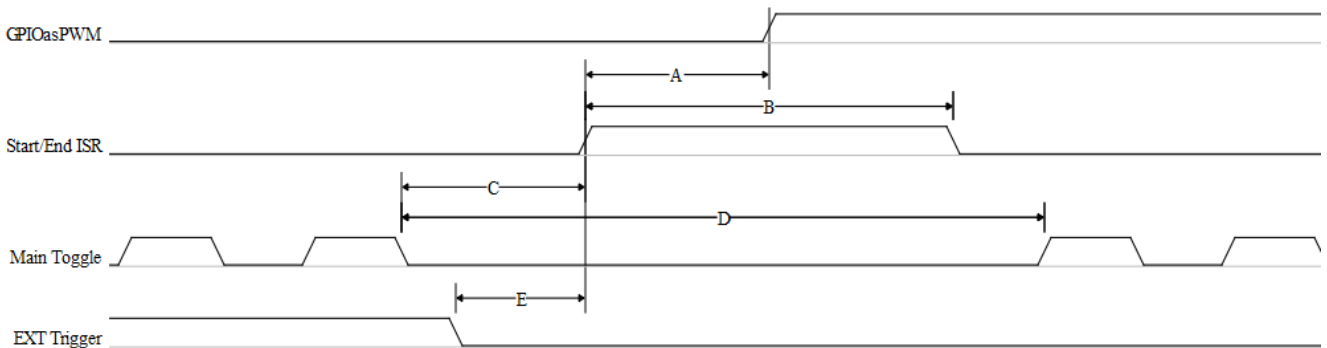 GPIOasPWM
A
B
Start/End ISR
C
D
Main Toggle
E
EXT Trigger